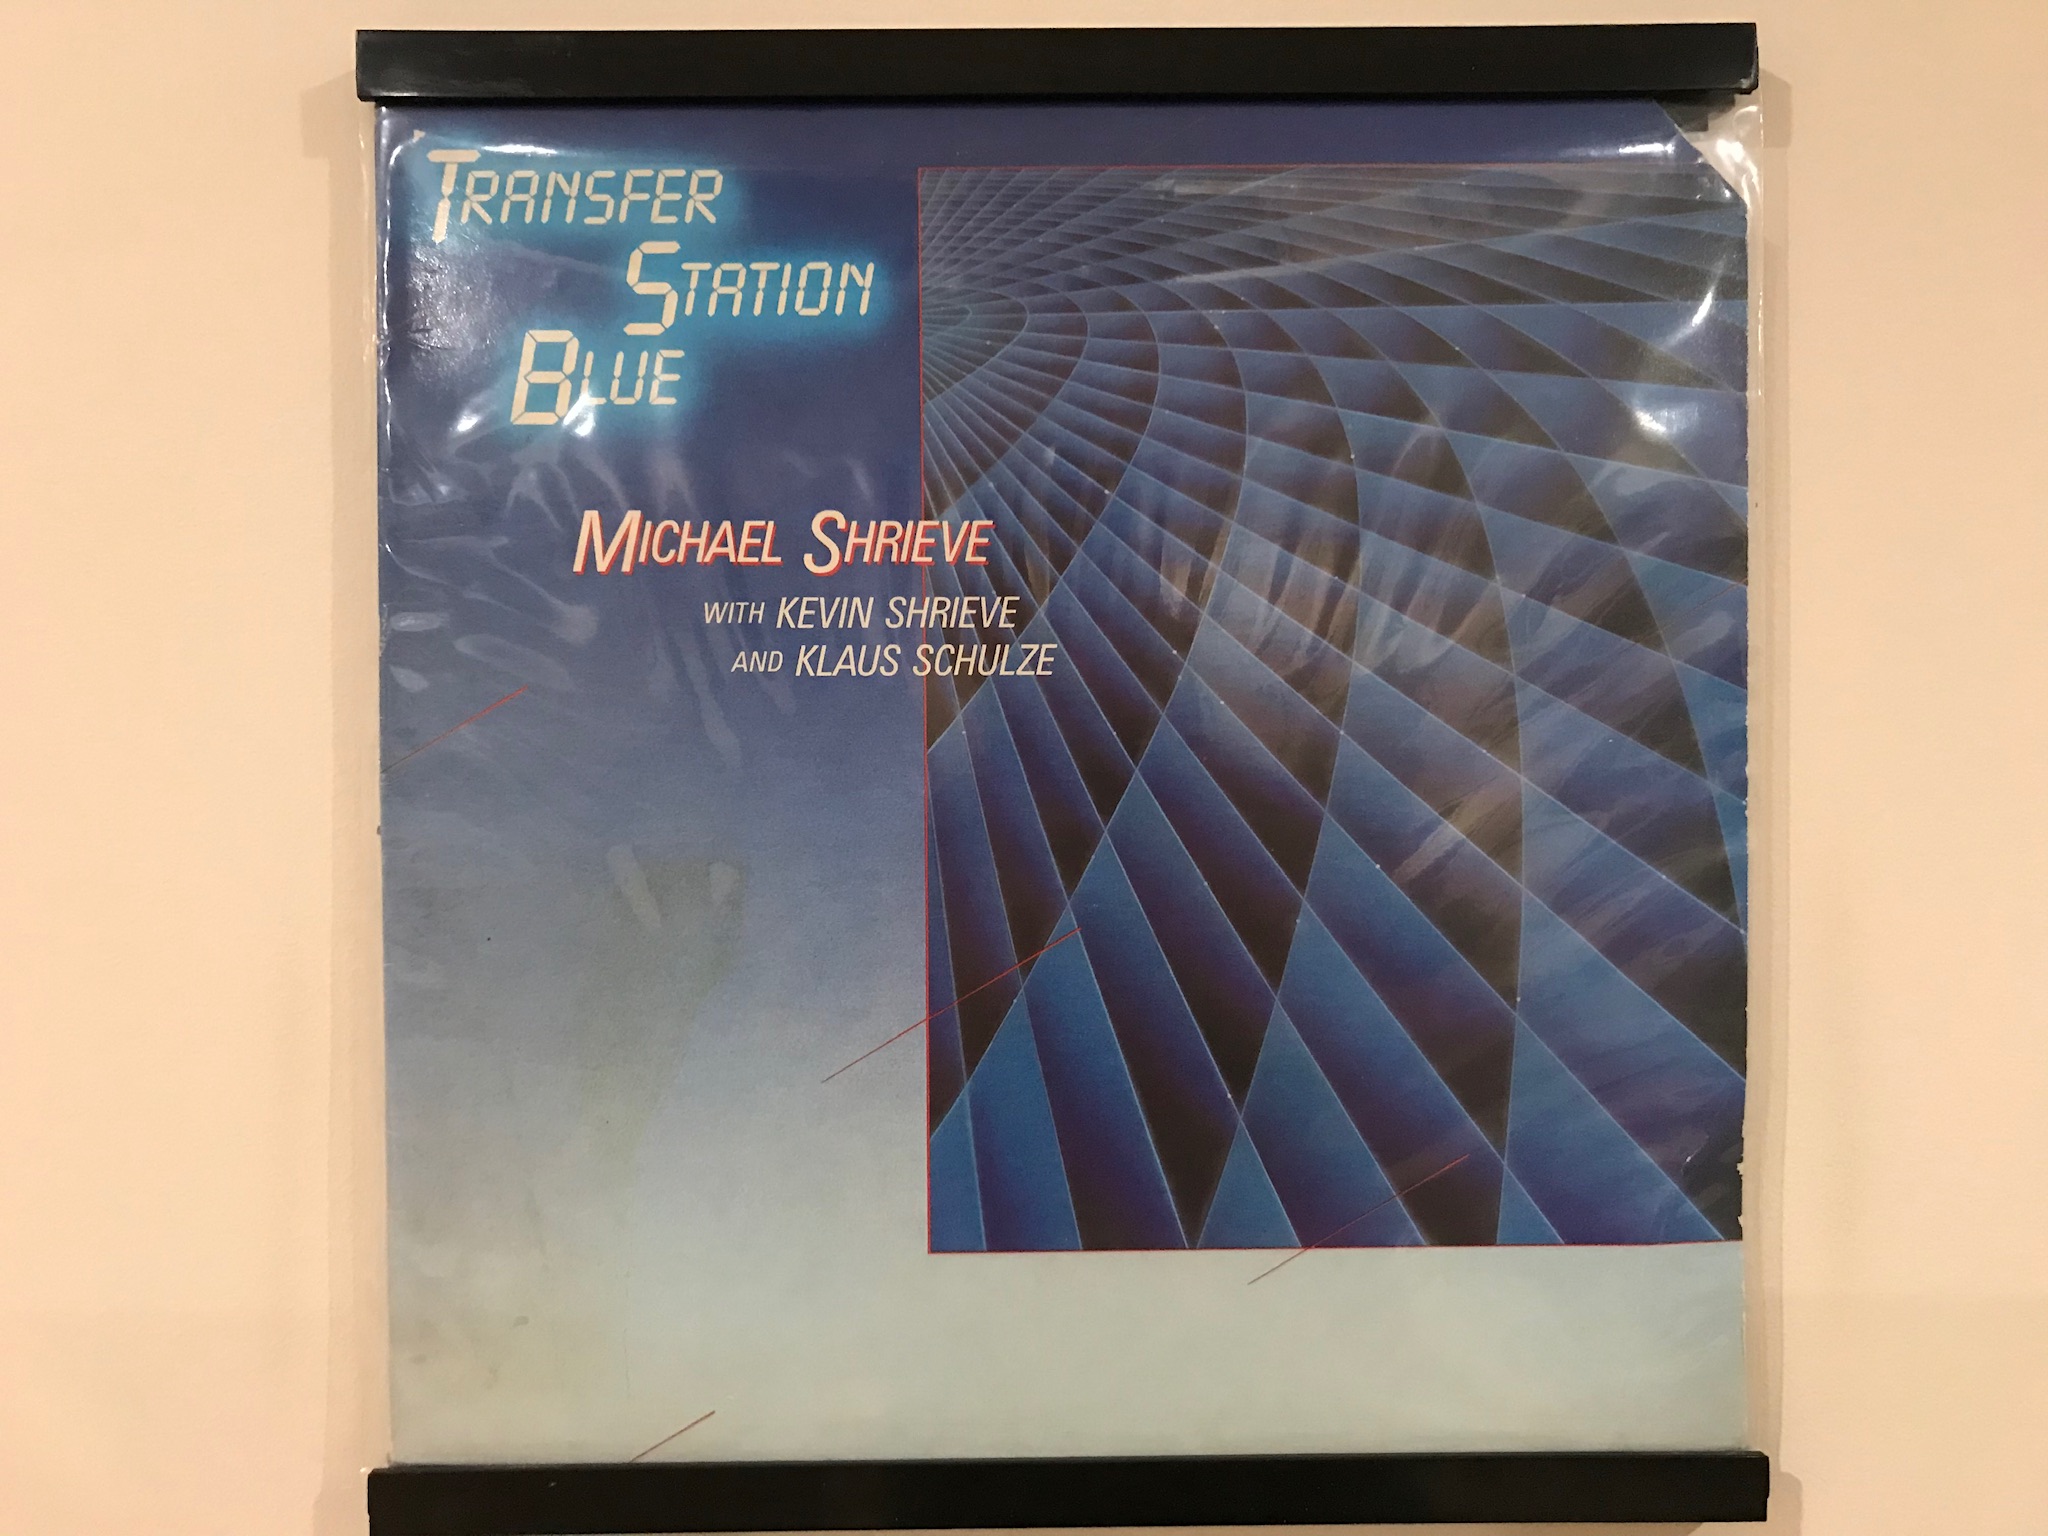 TRANSFER
STATION
BLUE
MICHAEL SHRIEVE
WITH KEVIN SHRIEVE
AND KLAUS SCHULZE